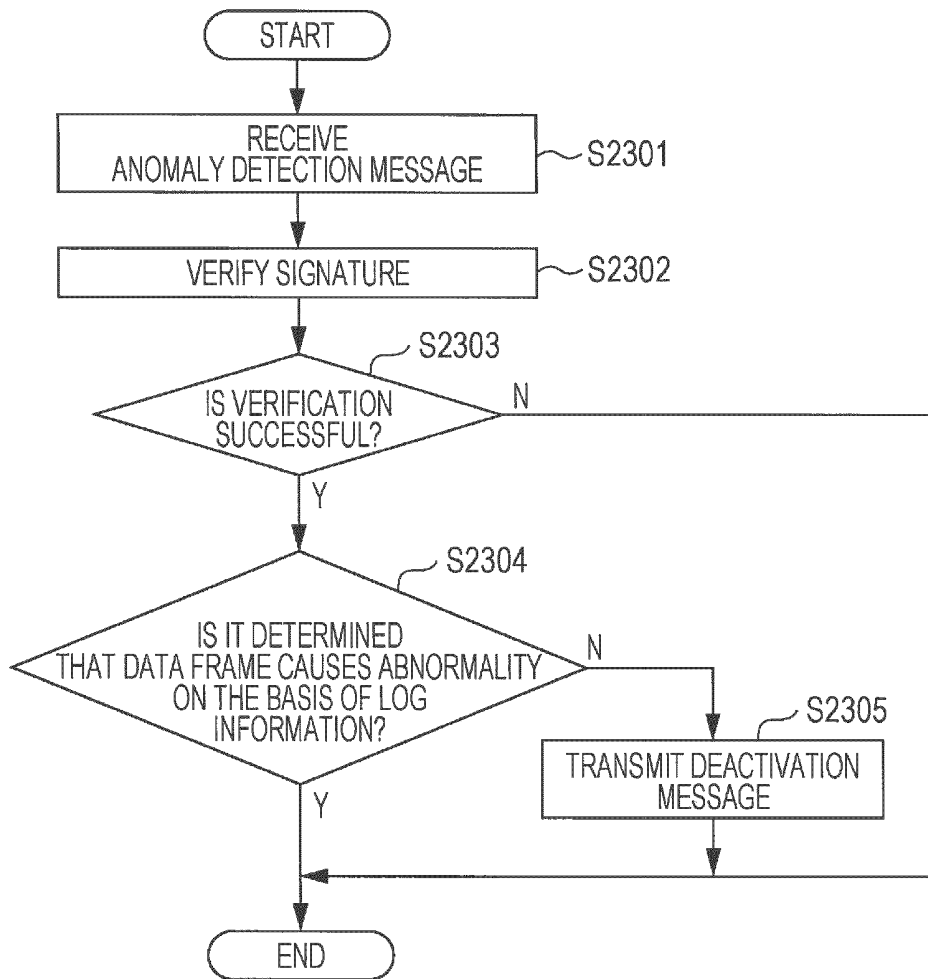 START
RECEIVE
ANOMALY DETECTION MESSAGE
S2301
VERIFY SIGNATURE
S2302
S2303
IS VERIFICATION
SUCCESSFUL?
N
Y
S2304
IS IT DETERMINED
THAT DATA FRAME CAUSES ABNORMALITY
ON THE BASIS OF LOG
INFORMATION?
N
Y
S2305
TRANSMIT DEACTIVATION
MESSAGE
END